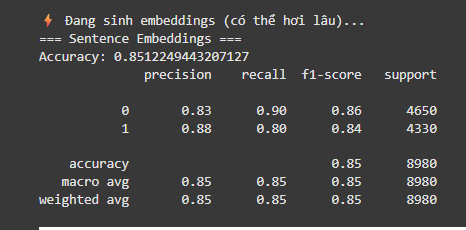 ⚡ Đang sinh embeddings (có thể hơi lâu)...
=== Sentence Embeddings ===
Accuracy: 0.8512249443207127
precision recall f1-score support
0 0.83 0.90 0.86 4650
1 0.88 0.80 0.84 4330
accuracy 0.85 8980
macro avg 0.85 0.85 0.85 8980
weighted avg 0.85 0.85 0.85 8980